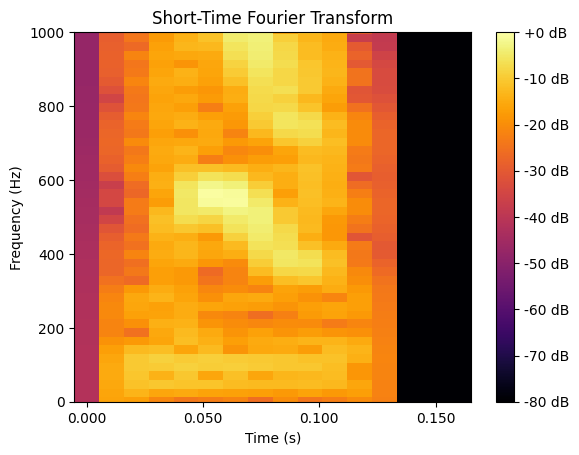 Short-Time Fourier Transform
1000
800
600
400
200
0
Frequency (Hz)
0.000
0.050
0.100
0.150
Time (s)
+0 dB
-10 dB
-20 dB
-30 dB
-40 dB
-50 dB
-60 dB
-70 dB
-80 dB